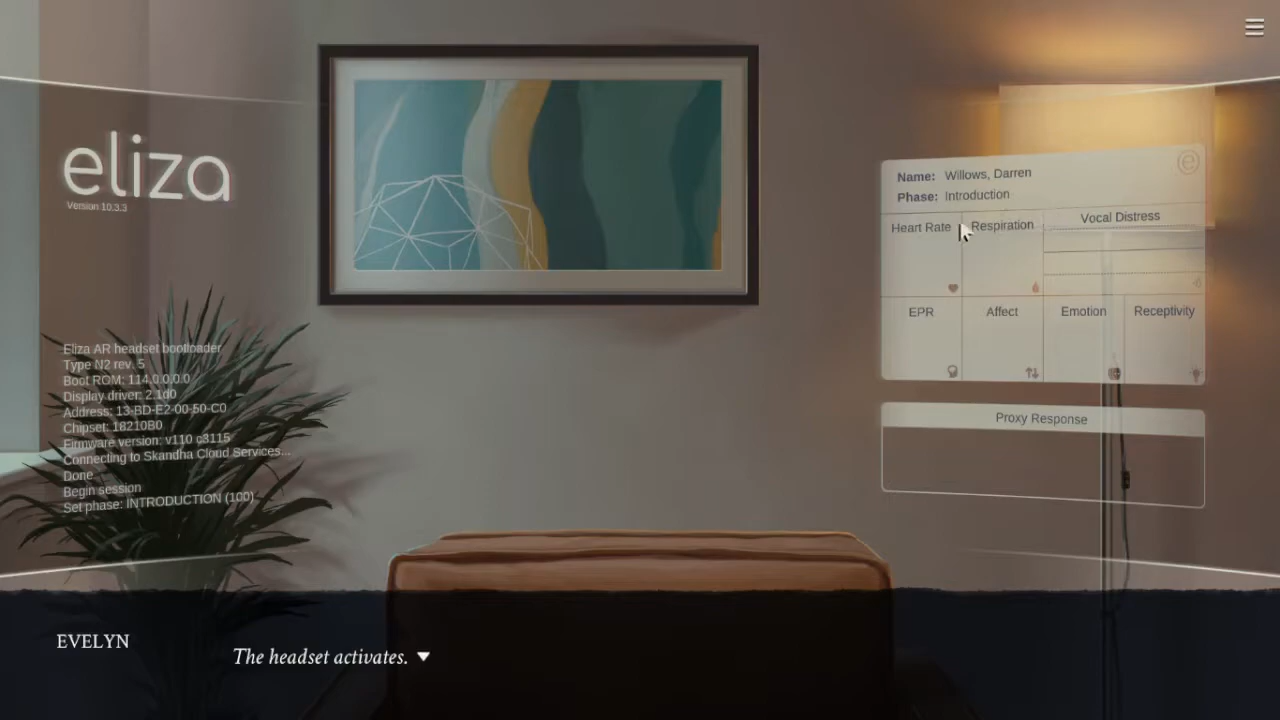 eliza
Version 10.3.3
Eliza AR headset bootloader
Type N2 rev. 5
Boot ROM: 114.0.0.0.0
Display driver: 2.1d0
Address: 13-BD-E2-00-50-C0
Chipset: 18210B0
Firmware version: v110 c3115
Connecting to Skandha Cloud Services...
Done
Begin session
Set phase: INTRODUCTION (100)
Name: Willows, Darren
Phase: Introduction
Heart Rate Respiration Vocal Distress
EPR Affect Emotion Receptivity
Proxy Response
EVELYN
The headset activates.